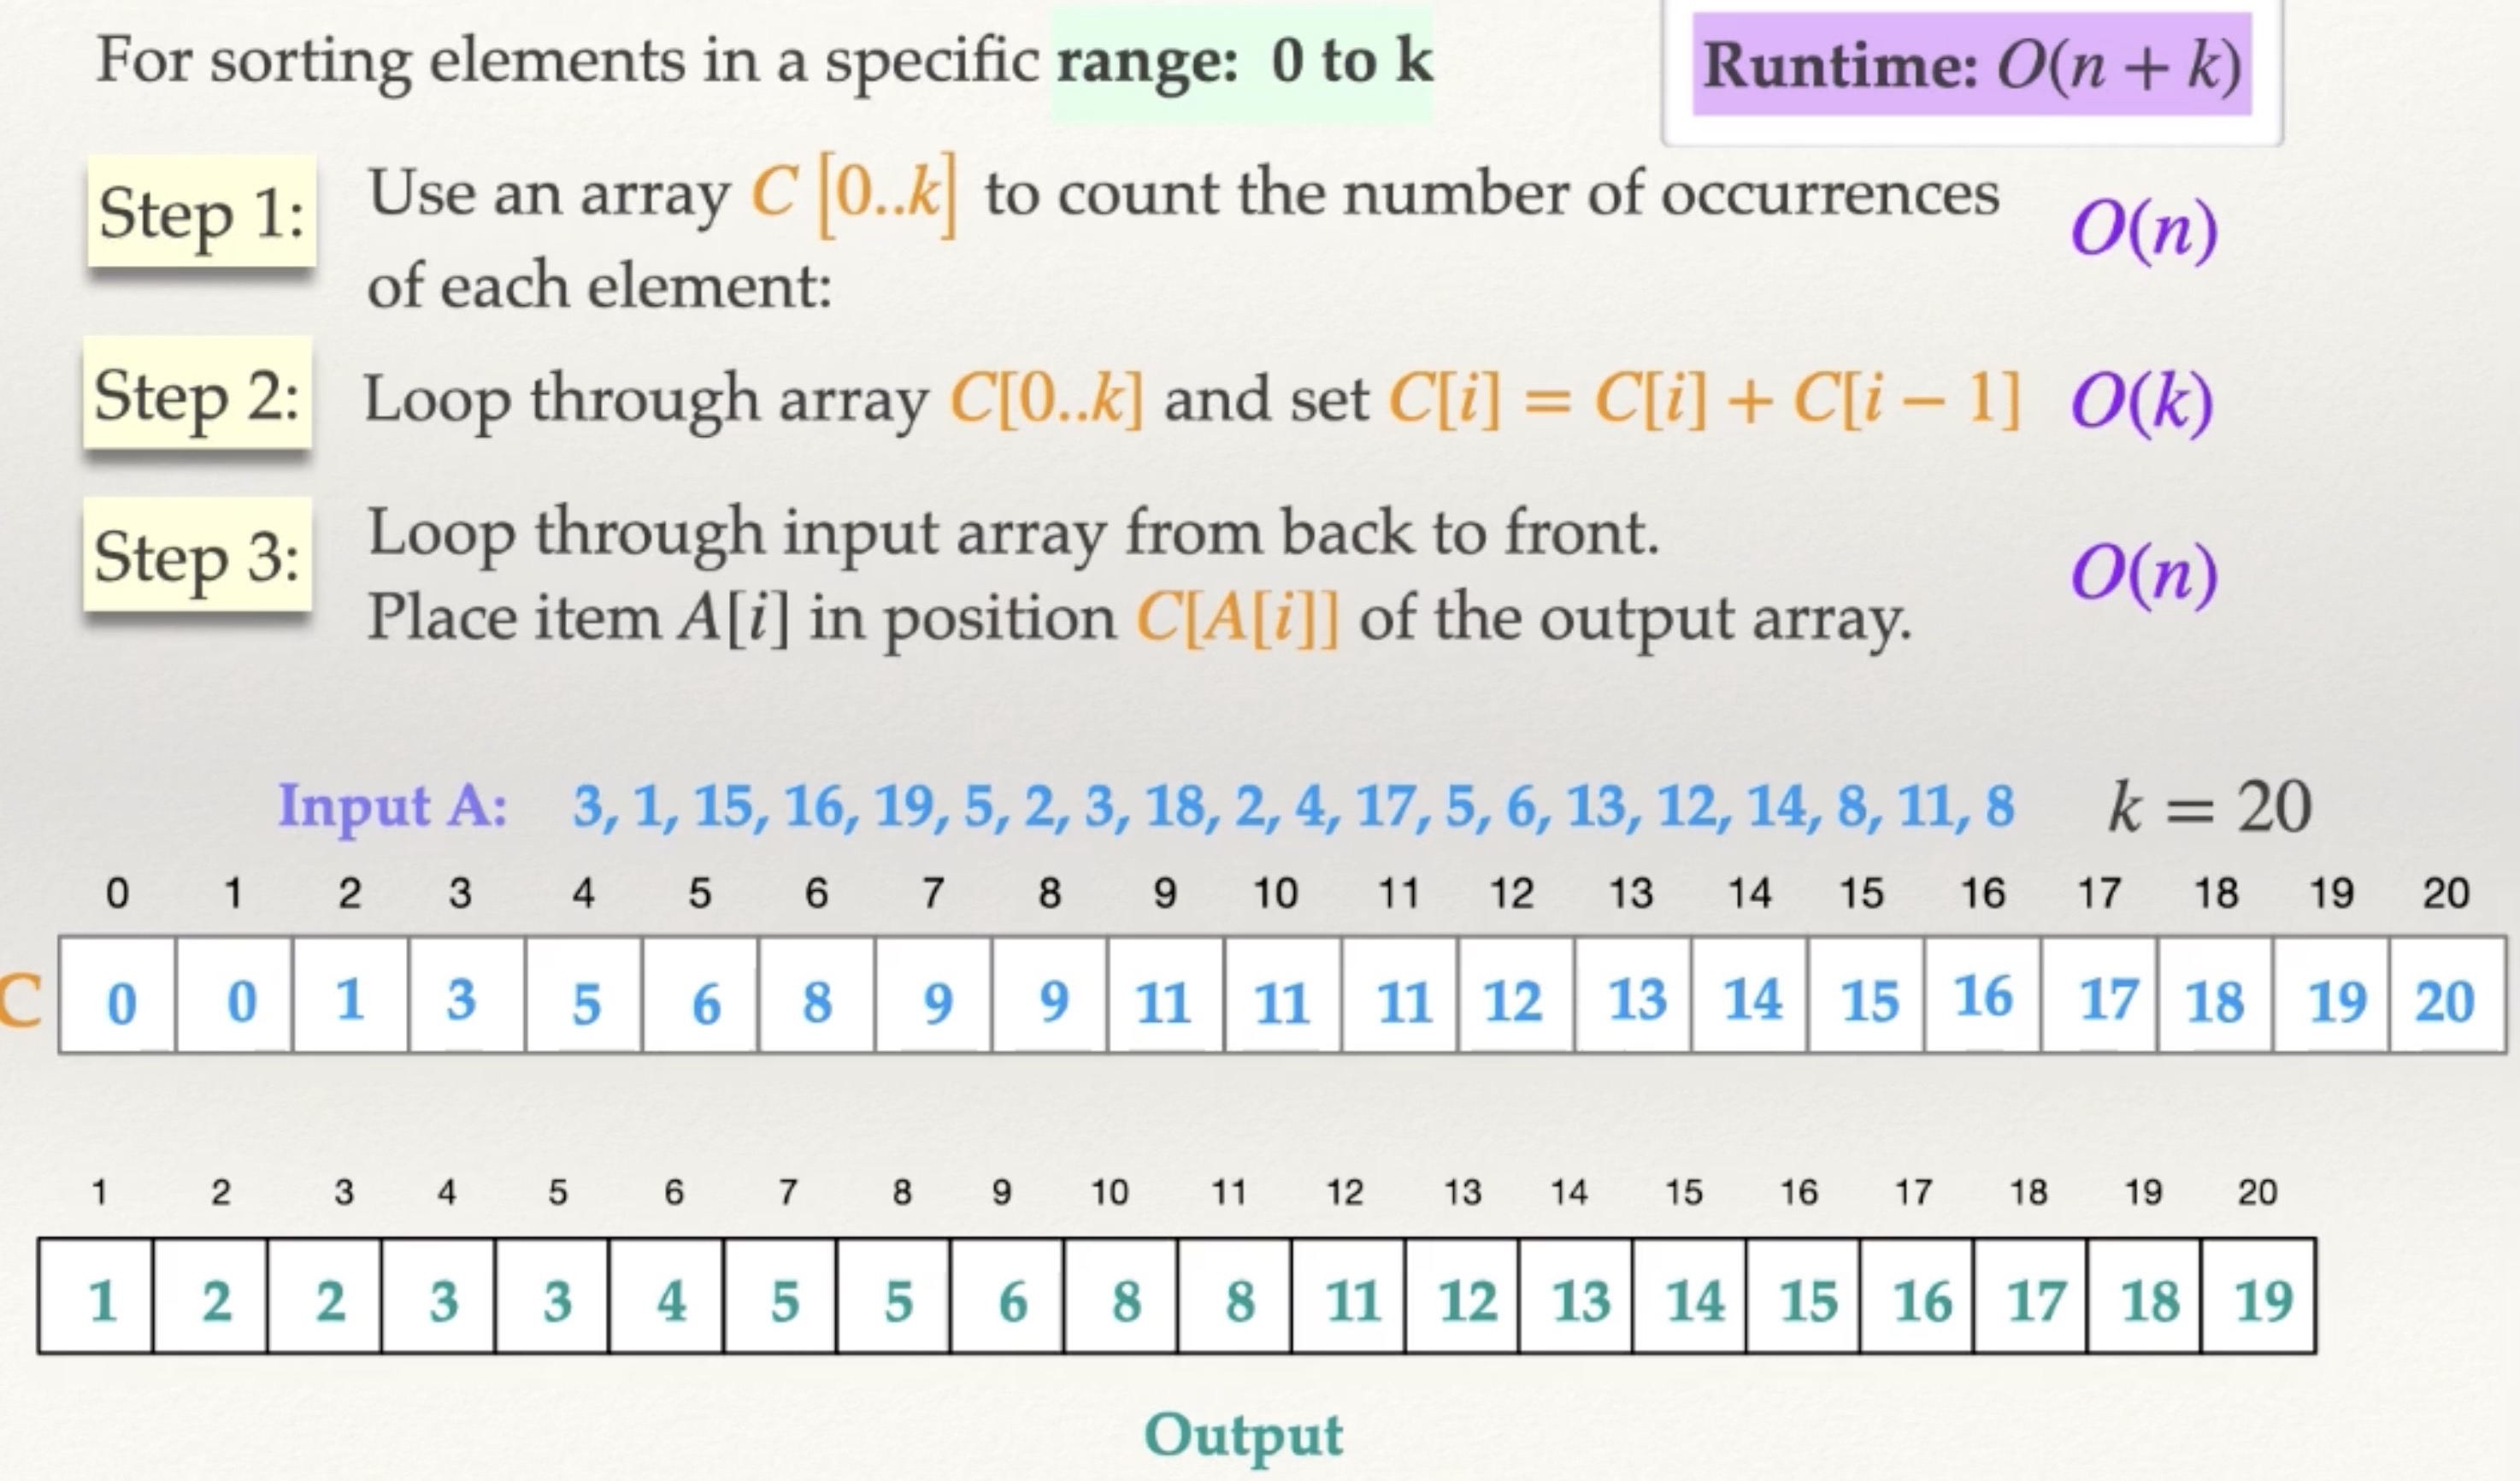 For sorting elements in a specific range: 0 to k
Runtime: O(n + k)
Step 1: Use an array C [0..k] to count the number of occurrences
of each element:
O(n)
Step 2: Loop through array C[0..k] and set C[i] = C[i] + C[i − 1] O(k)
Step 3: Loop through input array from back to front.
Place item A[i] in position C[A[i]] of the output array.
O(n)
Input A: 3, 1, 15, 16, 19, 5, 2, 3, 18, 2, 4, 17, 5, 6, 13, 12, 14, 8, 11, 8 k = 20
0 1 2 3 4 5 6 7 8 9 10 11 12 13 14 15 16 17 18 19 20
C 0 0 1 3 5 6 8 9 9 11 11 11 12 13 14 15 16 17 18 19 20
1 2 3 4 5 6 7 8 9 10 11 12 13 14 15 16 17 18 19 20
1 2 2 3 3 4 5 5 6 8 8 11 12 13 14 15 16 17 18 19
Output